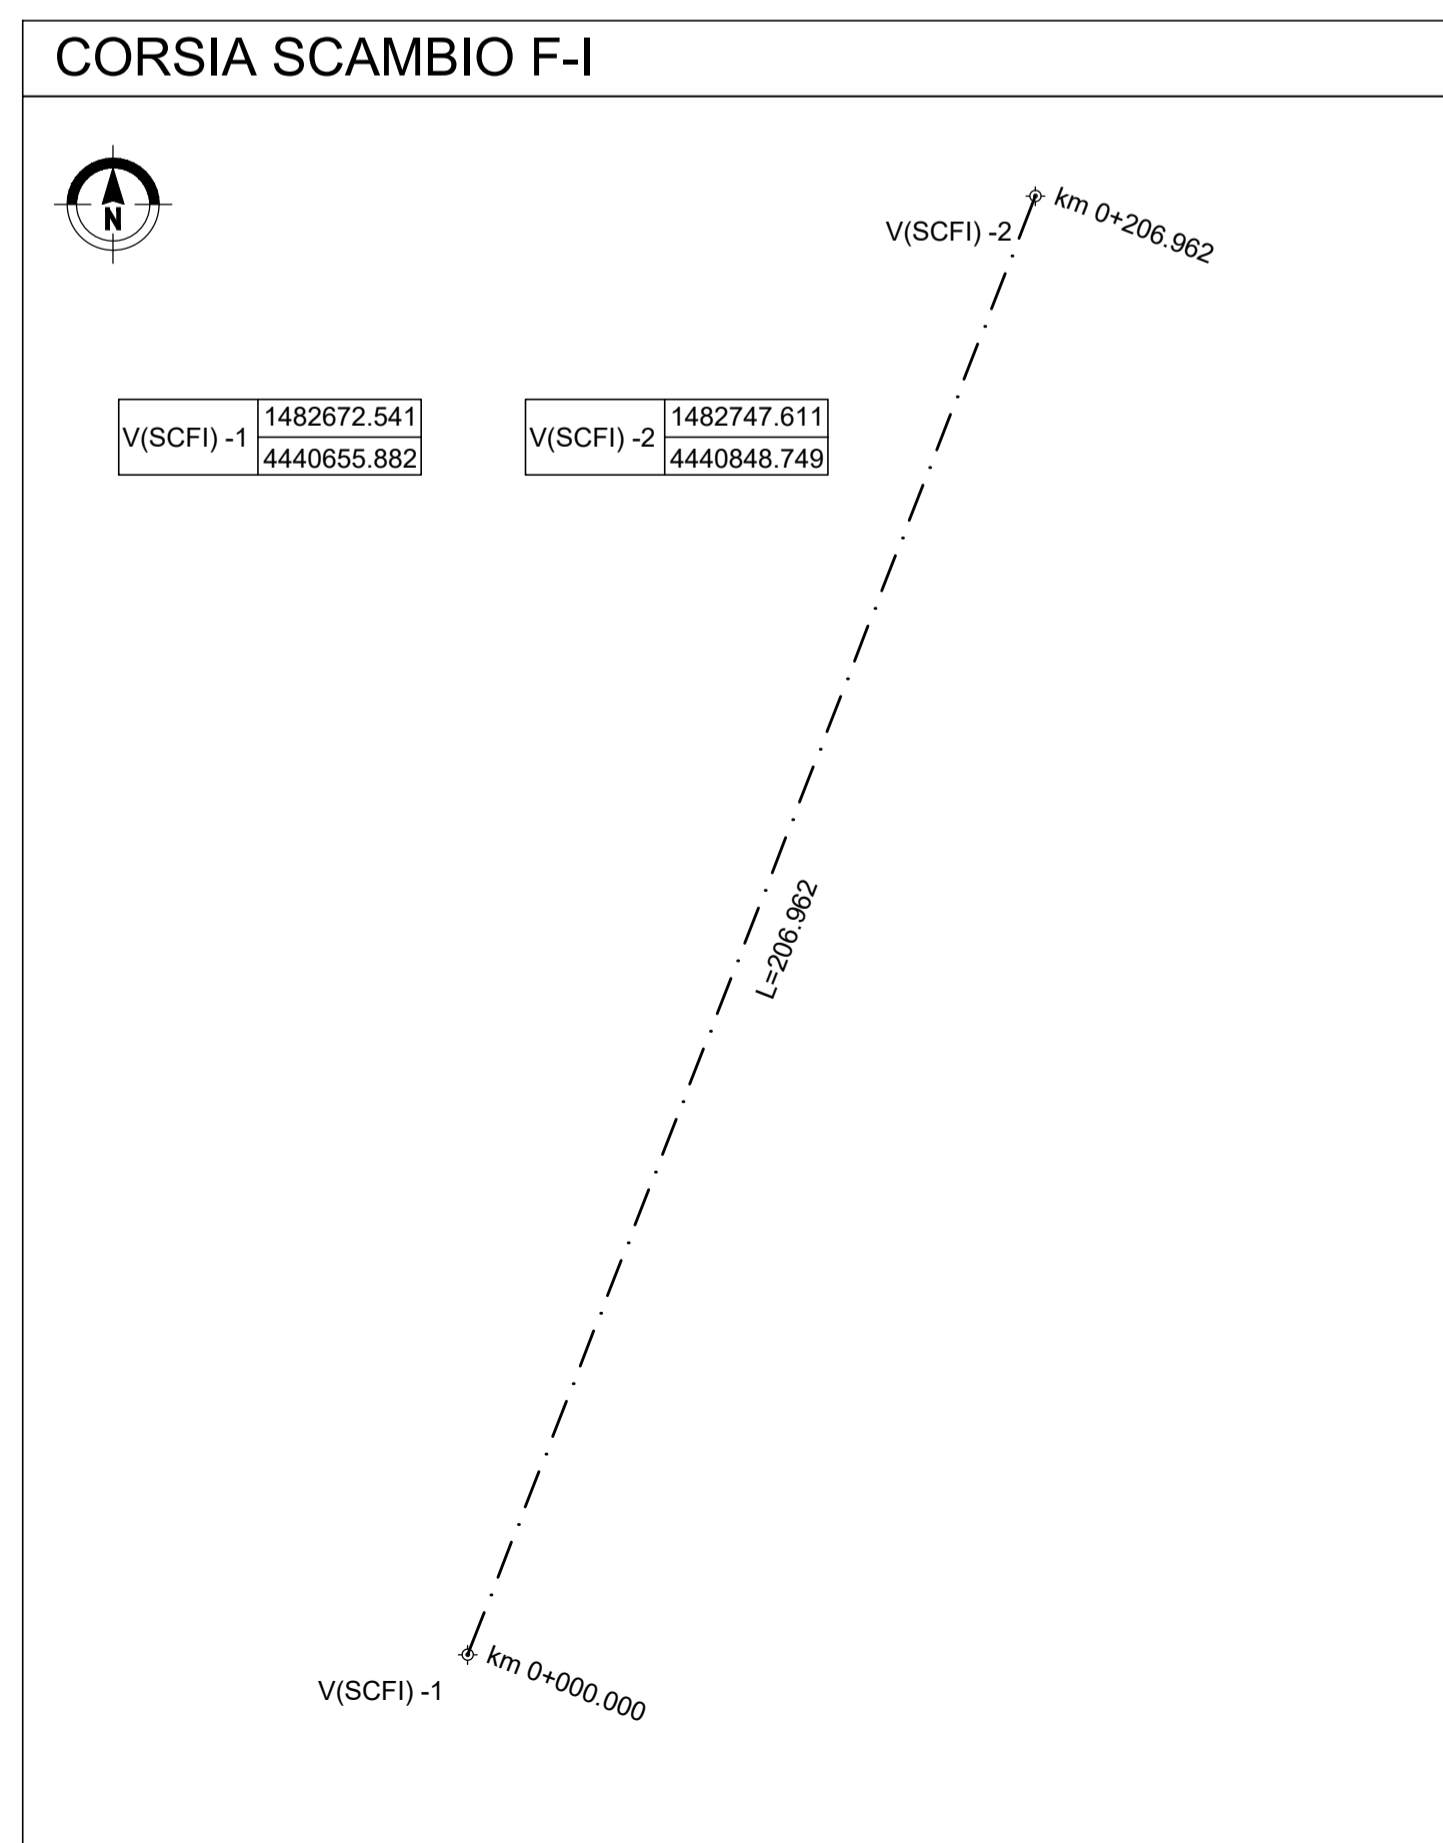 CORSIA SCAMBIO F-I
N
V(SCFI) -2
km 0+206.962
V(SCFI) -1
1482672.541
4440655.882
V(SCFI) -2
1482747.611
4440848.749
L=206.962
km 0+000.000
V(SCFI) -1